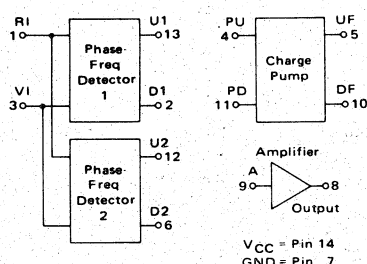 RI
1
VI
3
Phase-
Freq
Detector
1
U1
13
D1
2
Phase-
Freq
Detector
2
U2
12
D2
6
PU
4
PD
11
Charge
Pump
UF
5
DF
10
Amplifier
A
9
8
Output
VCC = Pin 14
GND = Pin 7